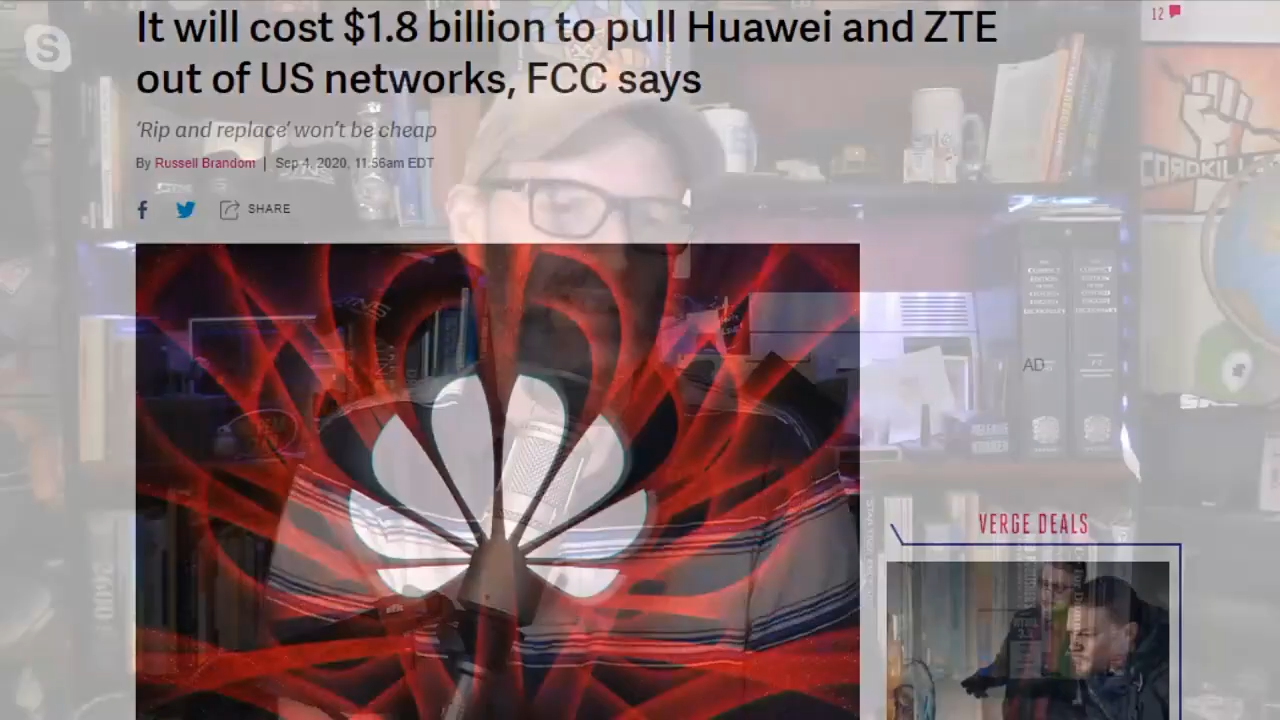 It will cost $1.8 billion to pull Huawei and ZTE
out of US networks, FCC says
'Rip and replace' won't be cheap
By Russell Brandom | Sep 4, 2020, 11:56am EDT
SHARE
12
CORDKIL
AD
VERGE DEALS